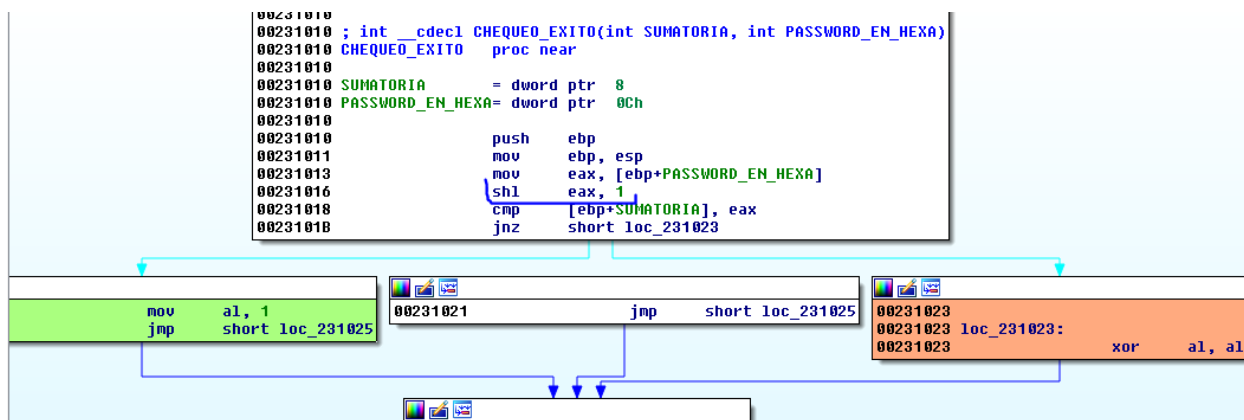 00231010
00231010 ; int __cdecl CHEQUEO_EXITO(int SUMATORIA, int PASSWORD_EN_HEXA)
00231010 CHEQUEO_EXITO proc near
00231010
00231010 SUMATORIA = dword ptr 8
00231010 PASSWORD_EN_HEXA= dword ptr 0Ch
00231010
00231010 push ebp
00231011 mov ebp, esp
00231013 mov eax, [ebp+PASSWORD_EN_HEXA]
00231016 shl eax, 1
00231018 cmp [ebp+SUMATORIA], eax
0023101B jnz short loc_231023
mov al, 1
jmp short loc_231025
00231021 jmp short loc_231025
00231023
00231023 loc_231023:
00231023 xor al, al